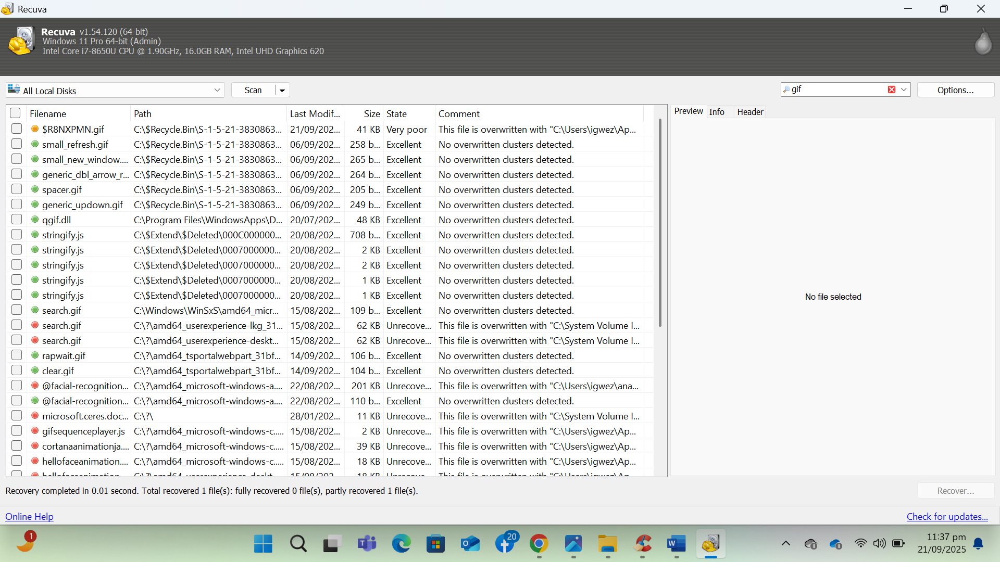 Recuva
Recuva v1.54.120 (64-bit)
Windows 11 Pro 64-bit (Admin)
Intel Core i7-8650U CPU @ 1.90GHz, 16.0GB RAM, Intel UHD Graphics 620
All Local Disks Scan gif Options...
Filename Path Last Modif... Size State Comment
$R8NXPMN.gif C:\$Recycle.Bin\S-1-5-21-3830863... 21/09/202... 41 KB Very poor This file is overwritten with "C:\Users\igwez\Ap...
small_refresh.gif C:\$Recycle.Bin\S-1-5-21-3830863... 06/09/202... 258 b... Excellent No overwritten clusters detected.
small_new_window.... C:\$Recycle.Bin\S-1-5-21-3830863... 06/09/202... 265 b... Excellent No overwritten clusters detected.
generic_dbl_arrow_r... C:\$Recycle.Bin\S-1-5-21-3830863... 06/09/202... 264 b... Excellent No overwritten clusters detected.
spacer.gif C:\$Recycle.Bin\S-1-5-21-3830863... 06/09/202... 205 b... Excellent No overwritten clusters detected.
generic_updown.gif C:\$Recycle.Bin\S-1-5-21-3830863... 06/09/202... 249 b... Excellent No overwritten clusters detected.
qgif.dll C:\Program Files\WindowsApps\D... 20/07/202... 48 KB Excellent No overwritten clusters detected.
stringify.js C:\$Extend\$Deleted\000C000000... 20/08/202... 708 b... Excellent No overwritten clusters detected.
stringify.js C:\$Extend\$Deleted\0007000000... 20/08/202... 2 KB Excellent No overwritten clusters detected.
stringify.js C:\$Extend\$Deleted\0007000000... 20/08/202... 2 KB Excellent No overwritten clusters detected.
stringify.js C:\$Extend\$Deleted\0007000000... 20/08/202... 1 KB Excellent No overwritten clusters detected.
stringify.js C:\$Extend\$Deleted\0007000000... 20/08/202... 1 KB Excellent No overwritten clusters detected.
search.gif C:\Windows\WinSxS\amd64_micr... 15/08/202... 109 b... Excellent No overwritten clusters detected.
search.gif C:\?\amd64_userexperience-lkg_31... 15/08/202... 62 KB Unrecove... This file is overwritten with "C:\System Volume I...
search.gif C:\?\amd64_userexperience-deskt... 15/08/202... 62 KB Unrecove... This file is overwritten with "C:\System Volume I...
rapwait.gif C:\?\amd64_tsportalwebpart_31bf... 14/09/202... 106 b... Excellent No overwritten clusters detected.
clear.gif C:\?\amd64_tsportalwebpart_31bf... 14/09/202... 104 b... Excellent No overwritten clusters detected.
@facial-recognition... C:\?\amd64_microsoft-windows-a.... 22/08/202... 201 KB Unrecove... This file is overwritten with "C:\Users\igwez\ana...
@facial-recognition... C:\?\amd64_microsoft-windows-a.... 22/08/202... 110 b... Excellent No overwritten clusters detected.
microsoft.ceres.doc... C:\?\ 28/01/202... 11 KB Unrecove... This file is overwritten with "C:\System Volume I...
gifsequenceplayer.js C:\?\amd64_microsoft-windows-c..... 15/08/202... 2 KB Unrecove... This file is overwritten with "C:\Users\igwez\Ap...
cortanaanimationja.... C:\?\amd64_microsoft-windows-c..... 15/08/202... 39 KB Unrecove... This file is overwritten with "C:\Users\igwez\Ap...
hellofaceanimation.... C:\?\amd64_microsoft-windows-c..... 15/08/202... 18 KB Unrecove... This file is overwritten with "C:\Users\igwez\Ap...
hellofaceanimation.... C:\?\amd64_userexperience-deskt... 15/08/202... 18 KB Unrecove... This file is overwritten with "C:\Users\igwez\Ap...
Preview Info Header
No file selected
Recovery completed in 0.01 second. Total recovered 1 file(s): fully recovered 0 file(s), partly recovered 1 file(s).
Recover...
Online Help Check for updates...
1
20
11:37 pm
21/09/2025